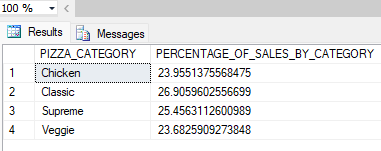 100 %
Results Messages
PIZZA_CATEGORY PERCENTAGE_OF_SALES_BY_CATEGORY
1 Chicken 23.9551375568475
2 Classic 26.9059602556699
3 Supreme 25.4563112600989
4 Veggie 23.6825909273848